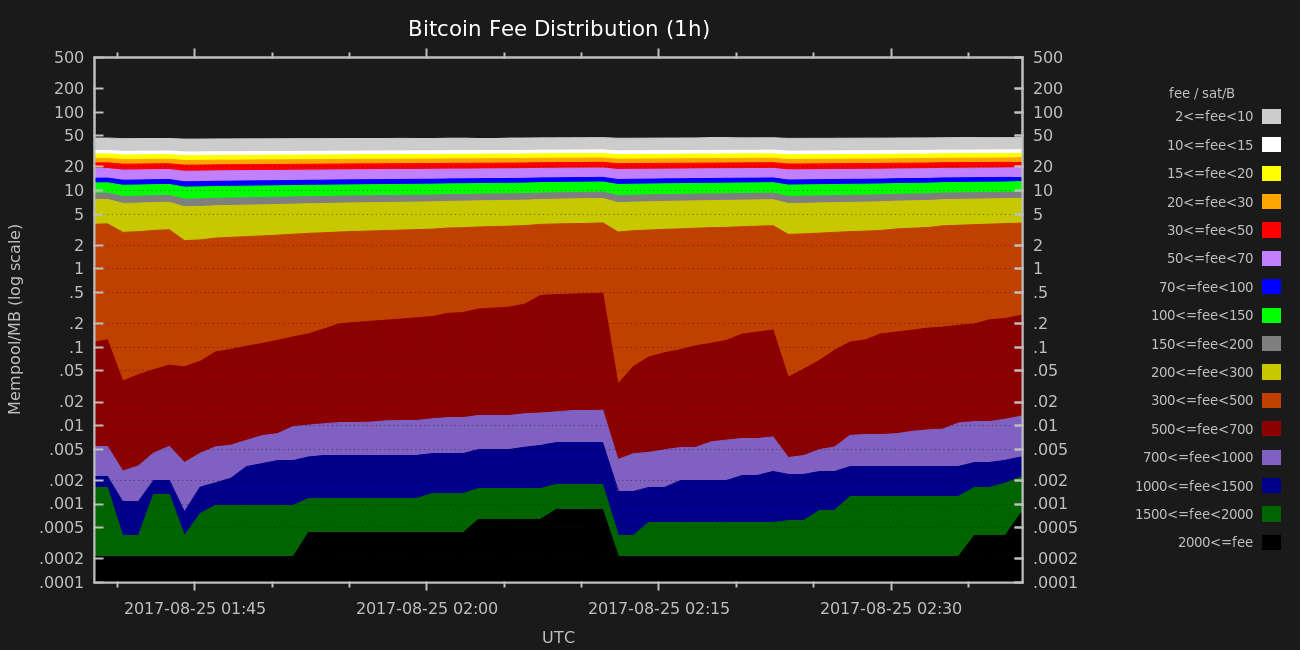 Bitcoin Fee Distribution (1h)
500 500
200 200
100 100
50 50
20 20
10 10
5 5
2 2
1 1
.5 .5
.2 .2
.1 .1
.05 .05
.02 .02
.01 .01
.005 .005
.002 .002
.001 .001
.0005 .0005
.0002 .0002
.0001 .0001
Mempool/MB (log scale)
2017-08-25 01:45 2017-08-25 02:00 2017-08-25 02:15 2017-08-25 02:30
UTC
fee / sat/B
2<=fee<10
10<=fee<15
15<=fee<20
20<=fee<30
30<=fee<50
50<=fee<70
70<=fee<100
100<=fee<150
150<=fee<200
200<=fee<300
300<=fee<500
500<=fee<700
700<=fee<1000
1000<=fee<1500
1500<=fee<2000
2000<=fee